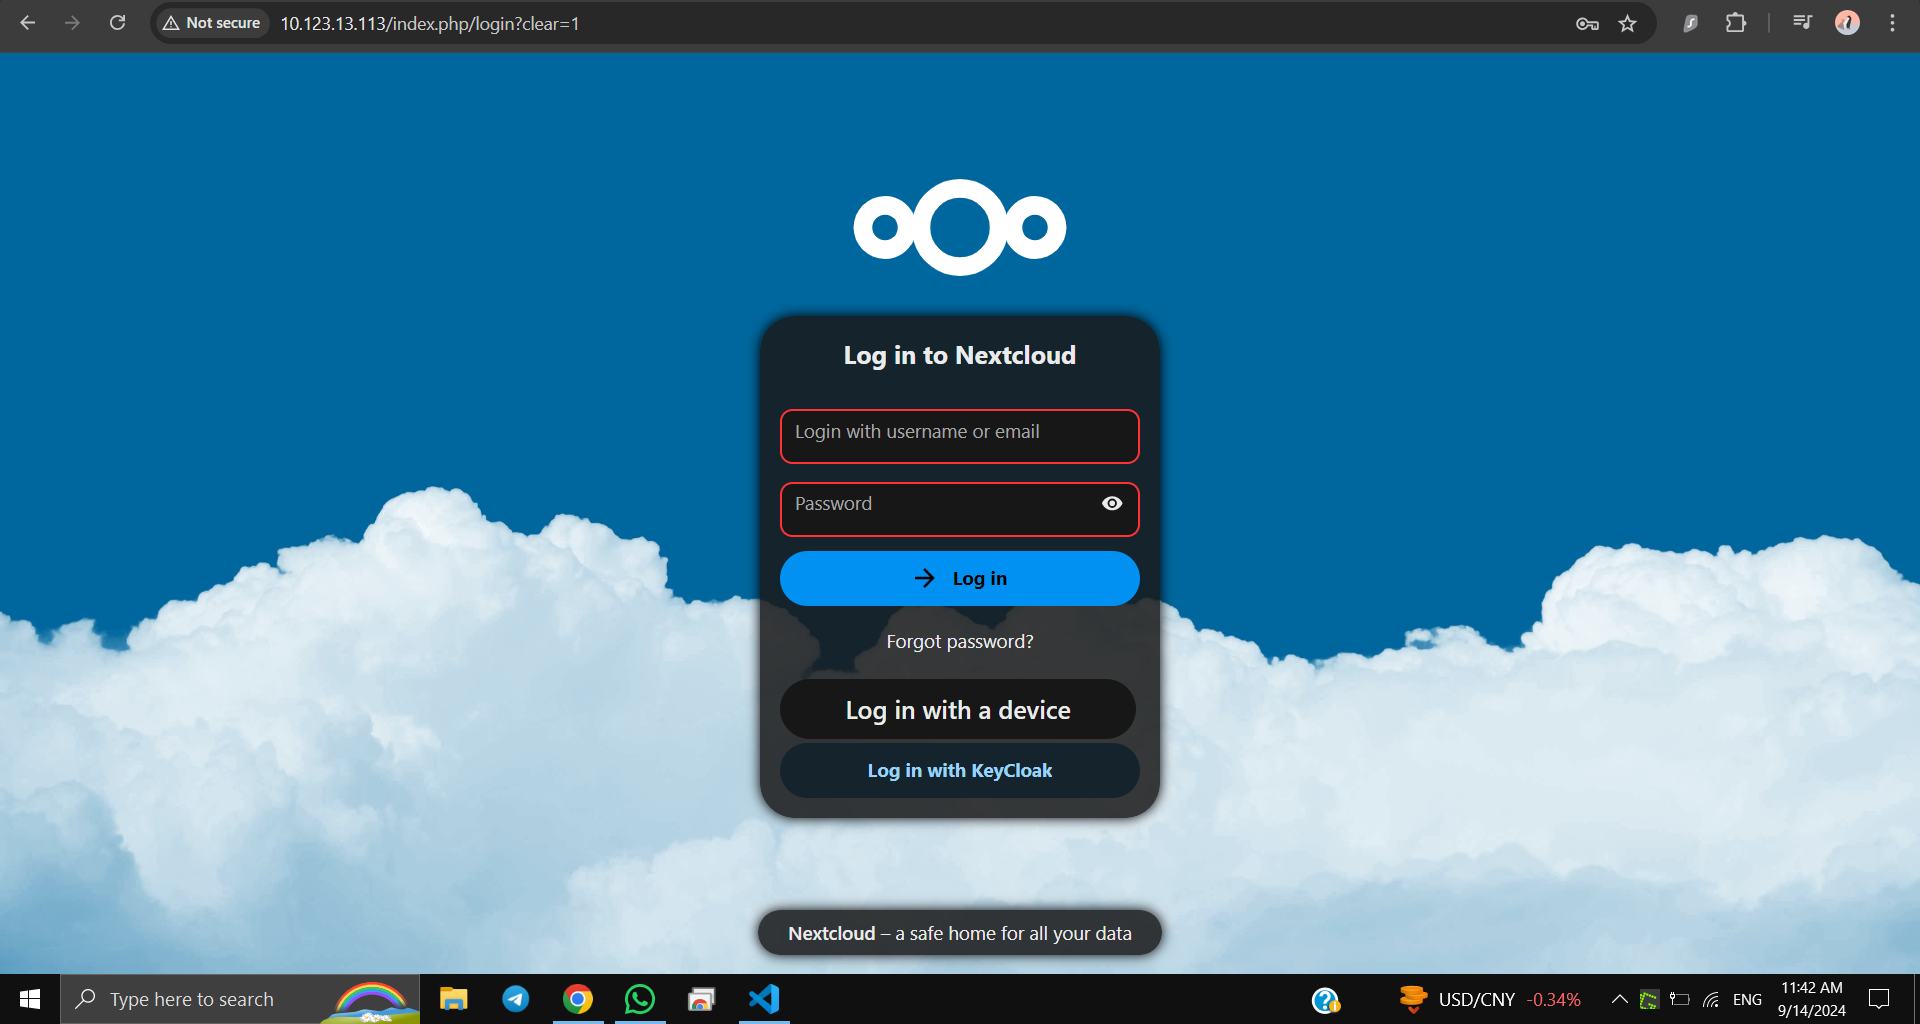 Not secure
10.123.13.113/index.php/login?clear=1
Log in to Nextcloud
Login with username or email
Password
Log in
Forgot password?
Log in with a device
Log in with KeyCloak
Nextcloud – a safe home for all your data
Type here to search
USD/CNY -0.34%
ENG
11:42 AM
9/14/2024